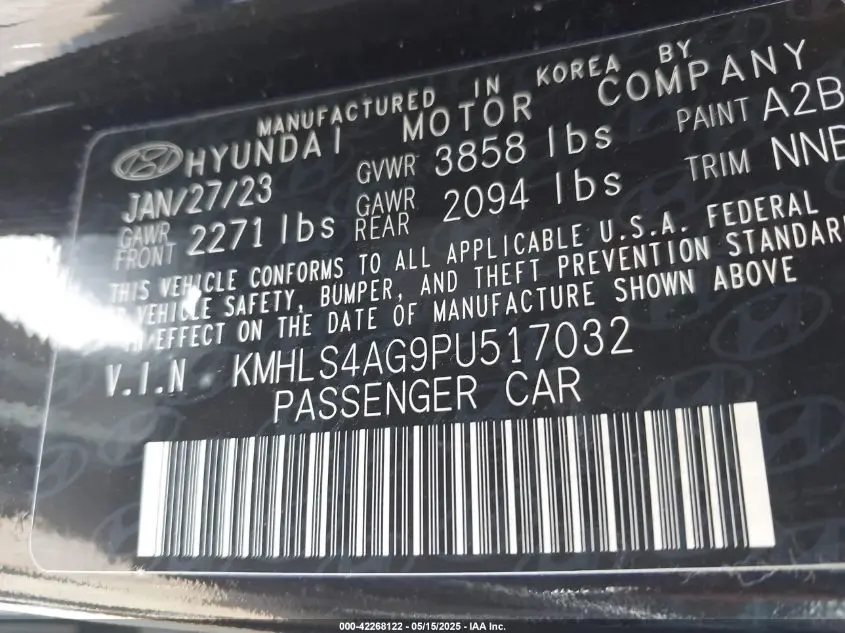 MANUFACTURED IN KOREA BY
HYUNDAI MOTOR COMPANY
JAN/27/23 GVWR 3858 lbs PAINT A2B
GAWR FRONT 2271 lbs GAWR REAR 2094 lbs TRIM NNB
THIS VEHICLE CONFORMS TO ALL APPLICABLE U.S.A. FEDERAL
VEHICLE SAFETY, BUMPER, AND THEFT PREVENTION STANDAR
IN EFFECT ON THE DATE OF MANUFACTURE SHOWN ABOVE
V.I.N KMHLS4AG9PU517032
PASSENGER CAR
000-42268122 - 05/15/2025 - IAA Inc.